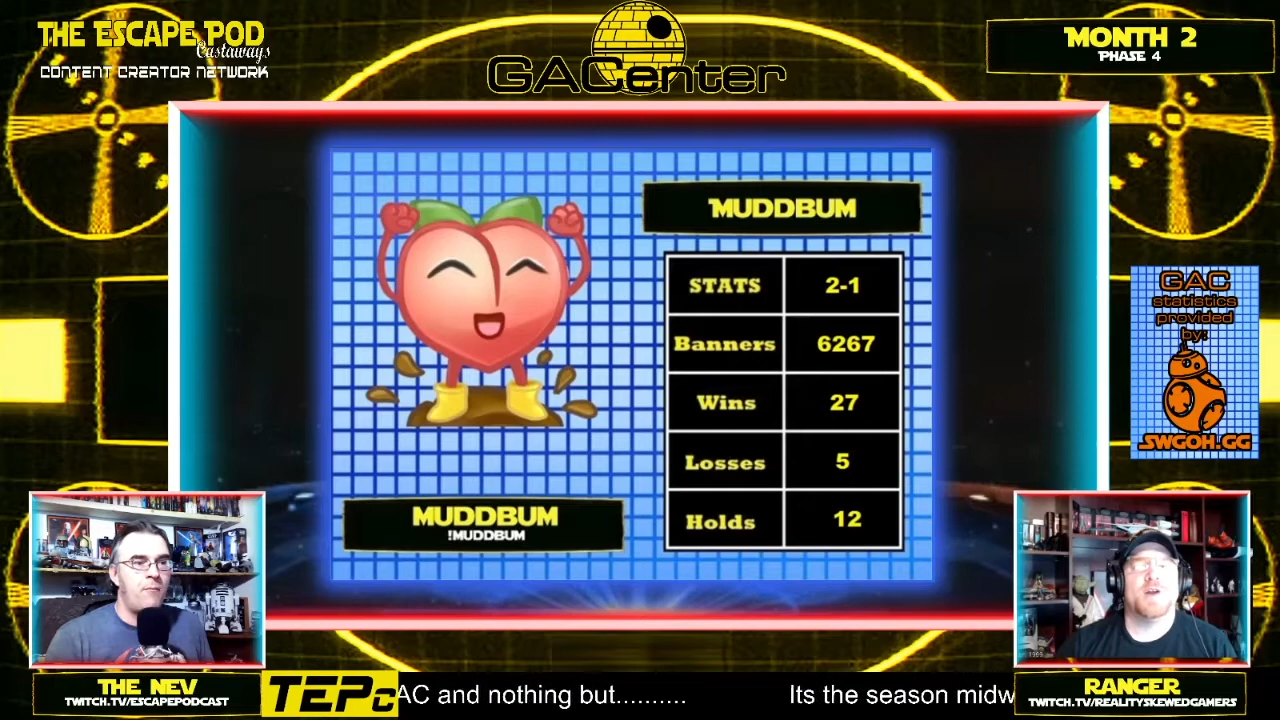 THE ESCAPE POD
Castaways
CONTENT CREATOR NETWORK
GACenter
MONTH 2
PHASE 4
MUDDBUM
STATS 2-1
Banners 6267
Wins 27
Losses 5
Holds 12
MUDDBUM
!MUDDBUM
GAC
statistics
provided
by:
SWGOH.GG
1969
THE NEV
TWITCH.TV/ESCAPEPODCAST
TEPc
AC and nothing but.......... Its the season midw
RANGER
TWITCH.TV/REALITYSKEWEDGAMERS